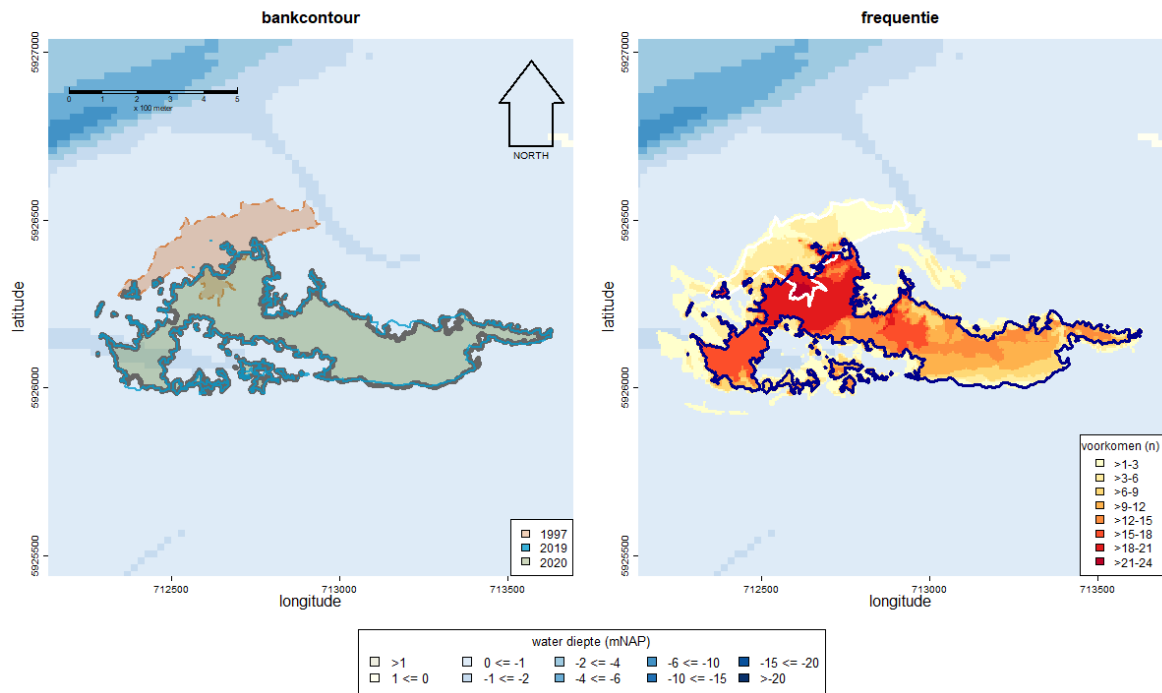 bankcontour
frequentie
5927000
5926500
5926000
5925500
latitude
0 1 2 3 4 5
x 100 meter
NORTH
1997
2019
2020
712500
713000
713500
longitude
5927000
5926500
5926000
5925500
latitude
voorkomen (n)
>1-3
>3-6
>6-9
>9-12
>12-15
>15-18
>18-21
>21-24
712500
713000
713500
longitude
water diepte (mNAP)
>1 0 <= -1 -2 <= -4 -6 <= -10 -15 <= -20
1 <= 0 -1 <= -2 -4 <= -6 -10 <= -15 >-20